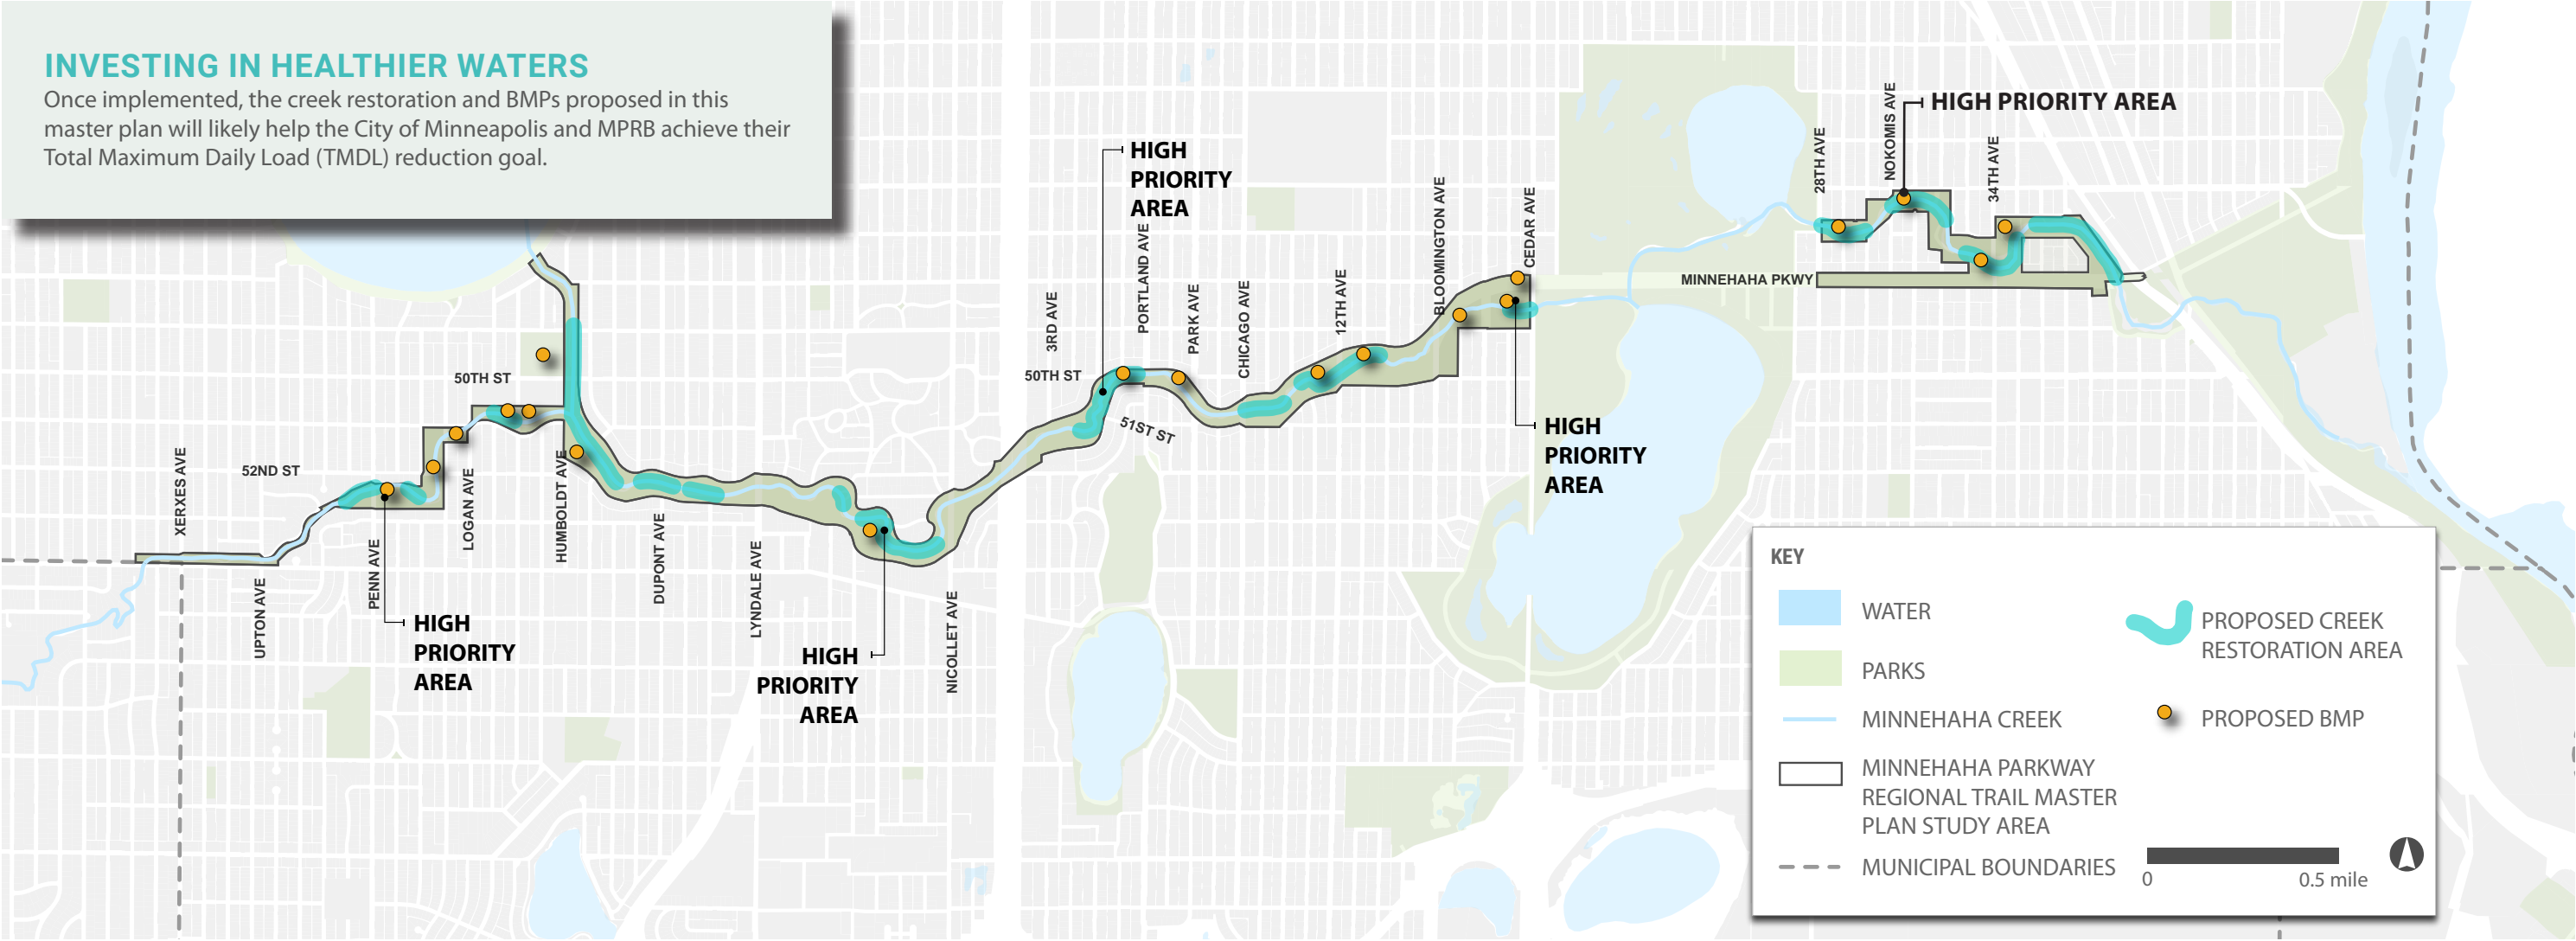 INVESTING IN HEALTHIER WATERS
Once implemented, the creek restoration and BMPs proposed in this
master plan will likely help the City of Minneapolis and MPRB achieve their
Total Maximum Daily Load (TMDL) reduction goal.
XERXES AVE
52ND ST
UPTON AVE
PENN AVE
HIGH
PRIORITY
AREA
50TH ST
LOGAN AVE
HUMBOLDT AVE
DUPONT AVE
LYNDALE AVE
HIGH
PRIORITY
AREA
NICOLLET AVE
3RD AVE
50TH ST
HIGH
PRIORITY
AREA
PORTLAND AVE
51ST ST
PARK AVE
CHICAGO AVE
12TH AVE
BLOOMINGTON AVE
CEDAR AVE
HIGH
PRIORITY
AREA
MINNEHAHA PKWY
28TH AVE
NOKOMIS AVE
HIGH PRIORITY AREA
34TH AVE
KEY
WATER
PARKS
MINNEHAHA CREEK
MINNEHAHA PARKWAY
REGIONAL TRAIL MASTER
PLAN STUDY AREA
MUNICIPAL BOUNDARIES
PROPOSED CREEK
RESTORATION AREA
PROPOSED BMP
0
0.5 mile